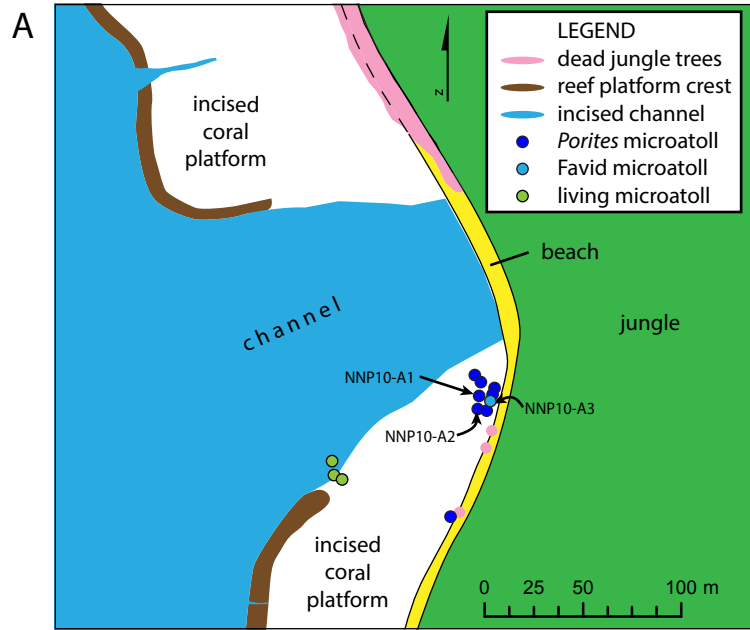 A
LEGEND
dead jungle trees
reef platform crest
incised channel
Porites microatoll
Favid microatoll
living microatoll
z
incised
coral
platform
beach
channel
jungle
NNP10-A1
NNP10-A3
NNP10-A2
incised
coral
platform
0 25 50 100 m